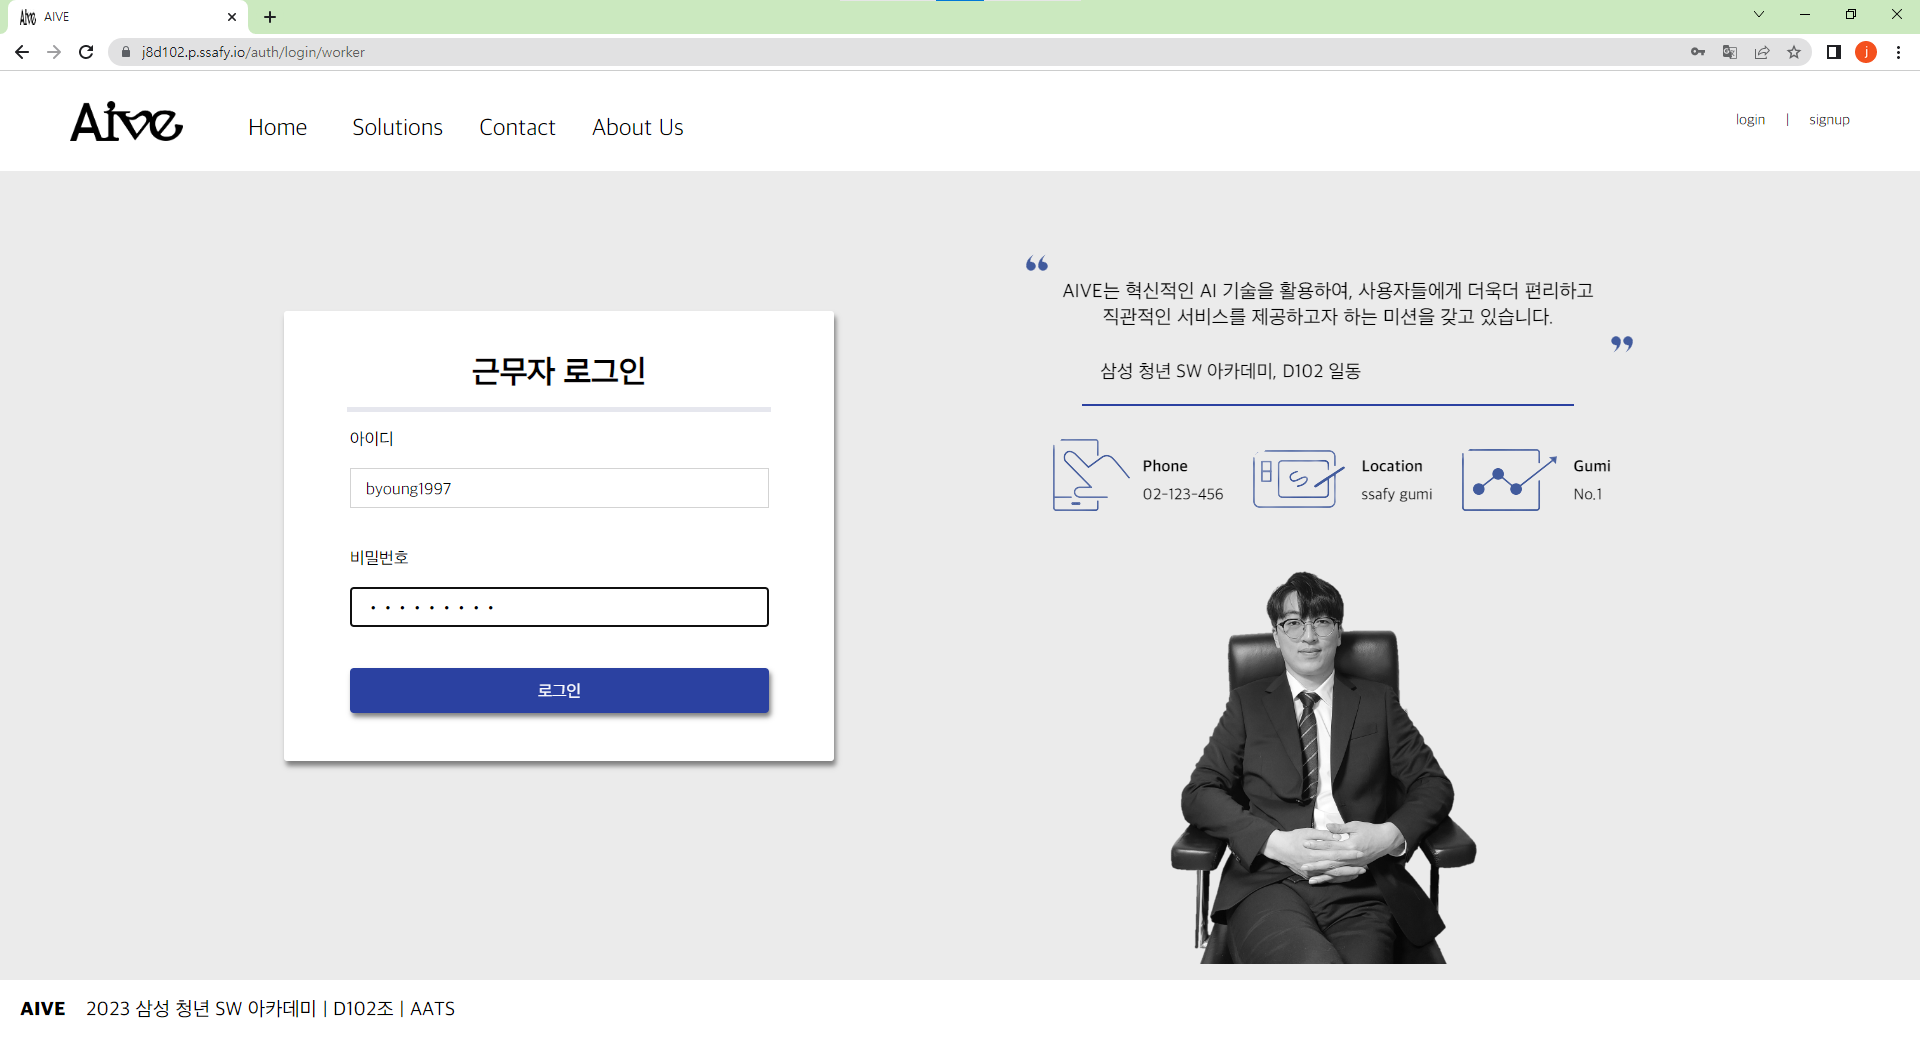 AIVE
j8d102.p.ssafy.io/auth/login/worker
j
Aive
Home Solutions Contact About Us
login | signup
근무자 로그인
아이디
byoung1997
비밀번호
•••••••••
로그인
“
AIVE는 혁신적인 AI 기술을 활용하여, 사용자들에게 더욱더 편리하고
직관적인 서비스를 제공하고자 하는 미션을 갖고 있습니다.
”
삼성 청년 SW 아카데미, D102 일동
Phone
02-123-456
Location
ssafy gumi
Gumi
No.1
AIVE 2023 삼성 청년 SW 아카데미 | D102조 | AATS